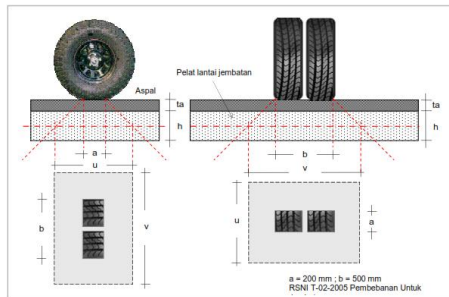 Aspal
Pelat lantai jembatan
ta
ta
h
h
a
b
u
v
b
v
u
a
a = 200 mm ; b = 500 mm
RSNI T-02-2005 Pembebanan Untuk